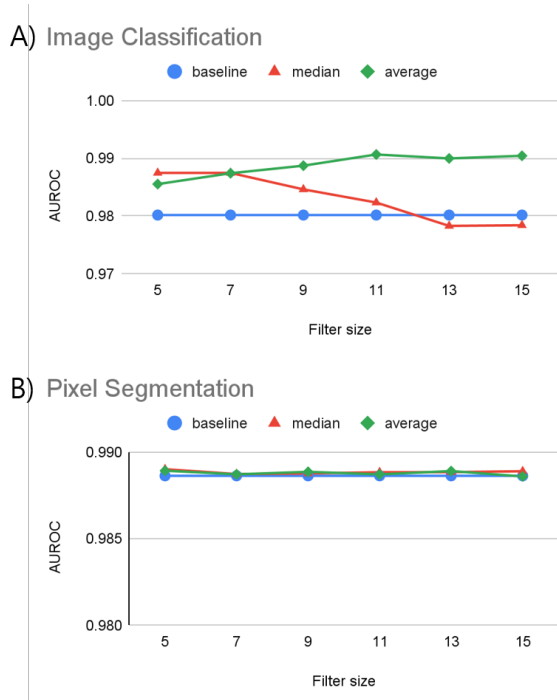 A) Image Classification
baseline median average
1.00
0.99
0.98
0.97
AUROC
5 7 9 11 13 15
Filter size
B) Pixel Segmentation
baseline median average
0.990
0.985
0.980
AUROC
5 7 9 11 13 15
Filter size